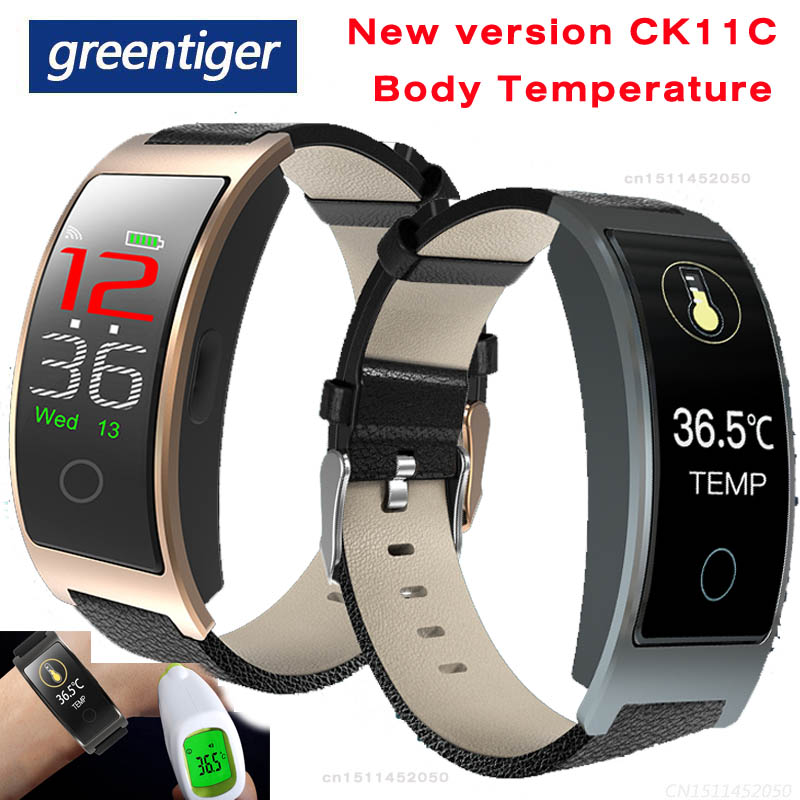 greentiger
New version CK11C
Body Temperature
cn1511452050
12
36
Wed 13
36.5℃
TEMP
36.5℃
TEMP
36.5℃
cn1511452050
CN1511452050